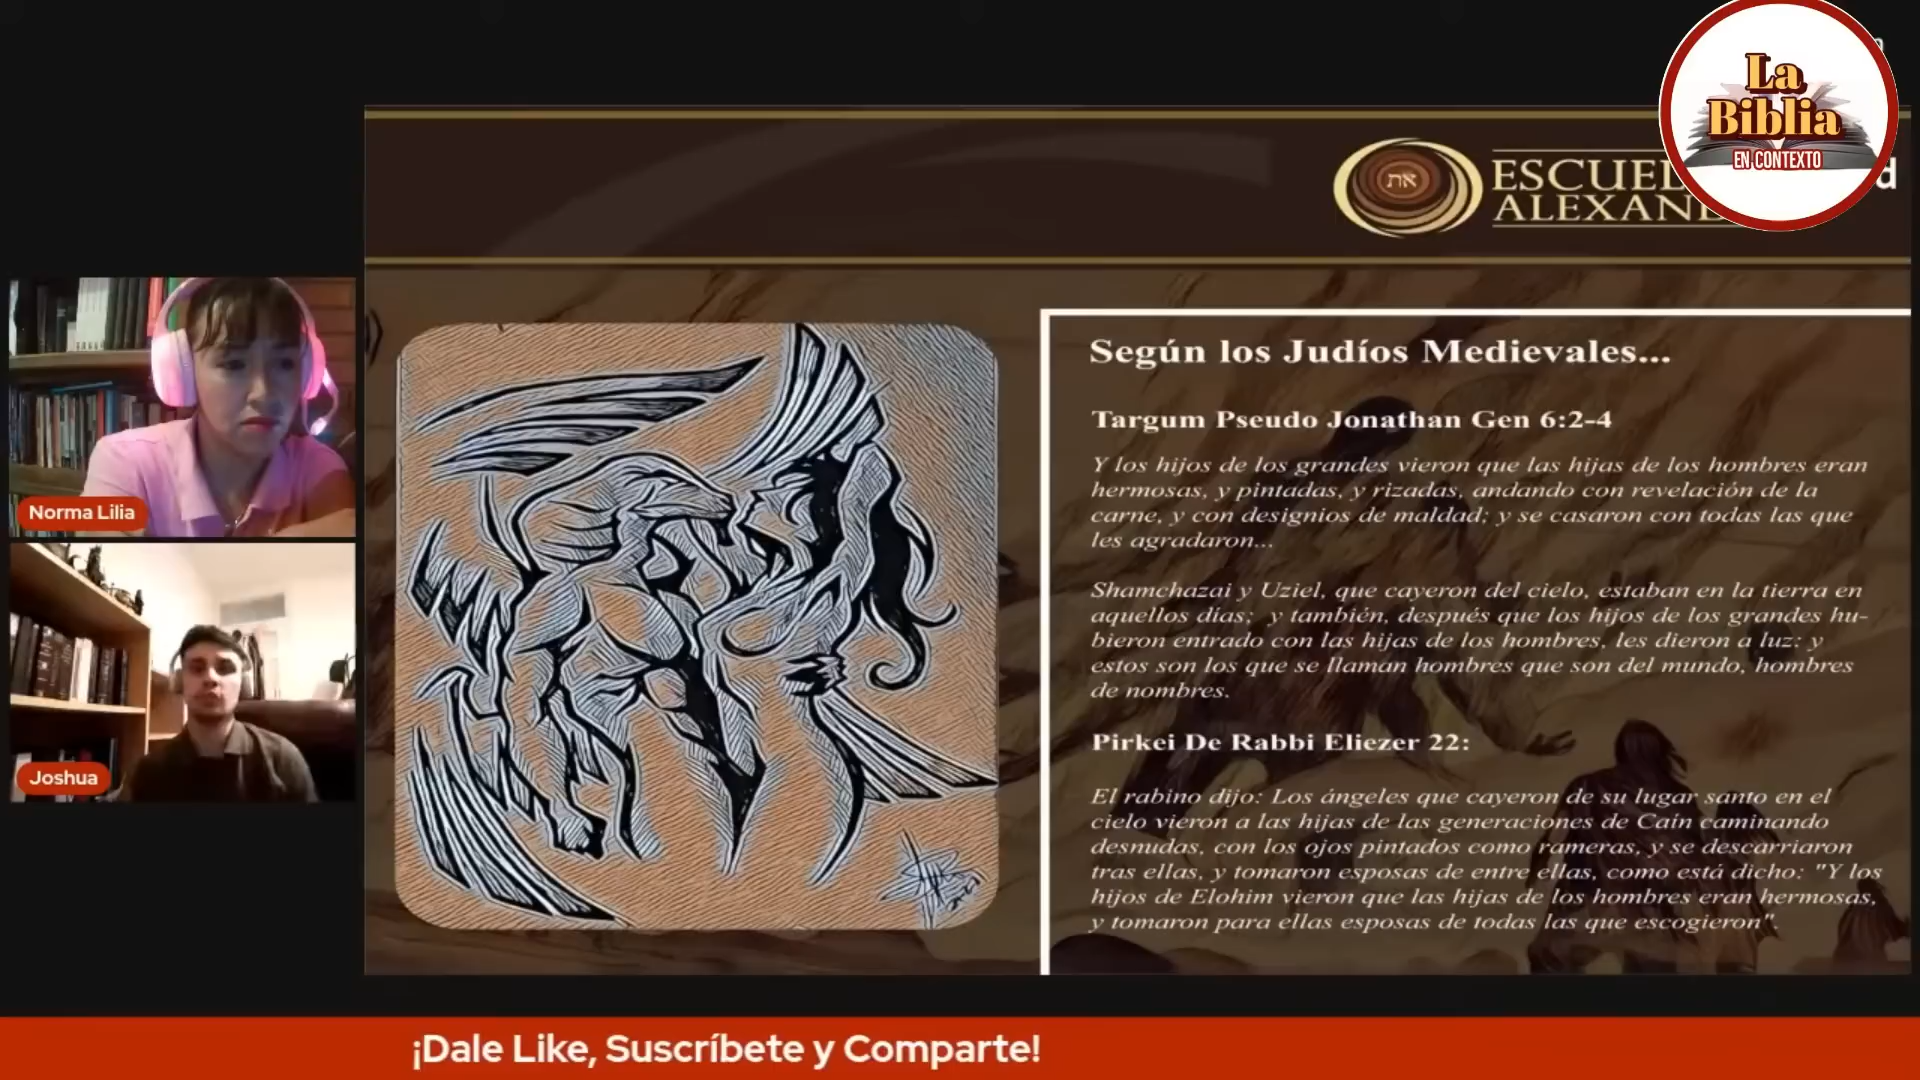 La
Biblia
EN CONTEXTO
את
ESCUEL
ALEXAN
d
Según los Judíos Medievales...
Targum Pseudo Jonathan Gen 6:2-4
Y los hijos de los grandes vieron que las hijas de los hombres eran
hermosas, y pintadas, y rizadas, andando con revelación de la
carne, y con designios de maldad; y se casaron con todas las que
les agradaron...
Shamchazai y Uziel, que cayeron del cielo, estaban en la tierra en
aquellos días; y también, después que los hijos de los grandes hu-
bieron entrado con las hijas de los hombres, les dieron a luz: y
estos son los que se llaman hombres que son del mundo, hombres
de nombres.
Pirkei De Rabbi Eliezer 22:
El rabino dijo: Los ángeles que cayeron de su lugar santo en el
cielo vieron a las hijas de las generaciones de Caín caminando
desnudas, con los ojos pintados como rameras, y se descarriaron
tras ellas, y tomaron esposas de entre ellas, como está dicho: "Y los
hijos de Elohim vieron que las hijas de los hombres eran hermosas,
y tomaron para ellas esposas de todas las que escogieron".
Norma Lilia
Joshua
¡Dale Like, Suscríbete y Comparte!